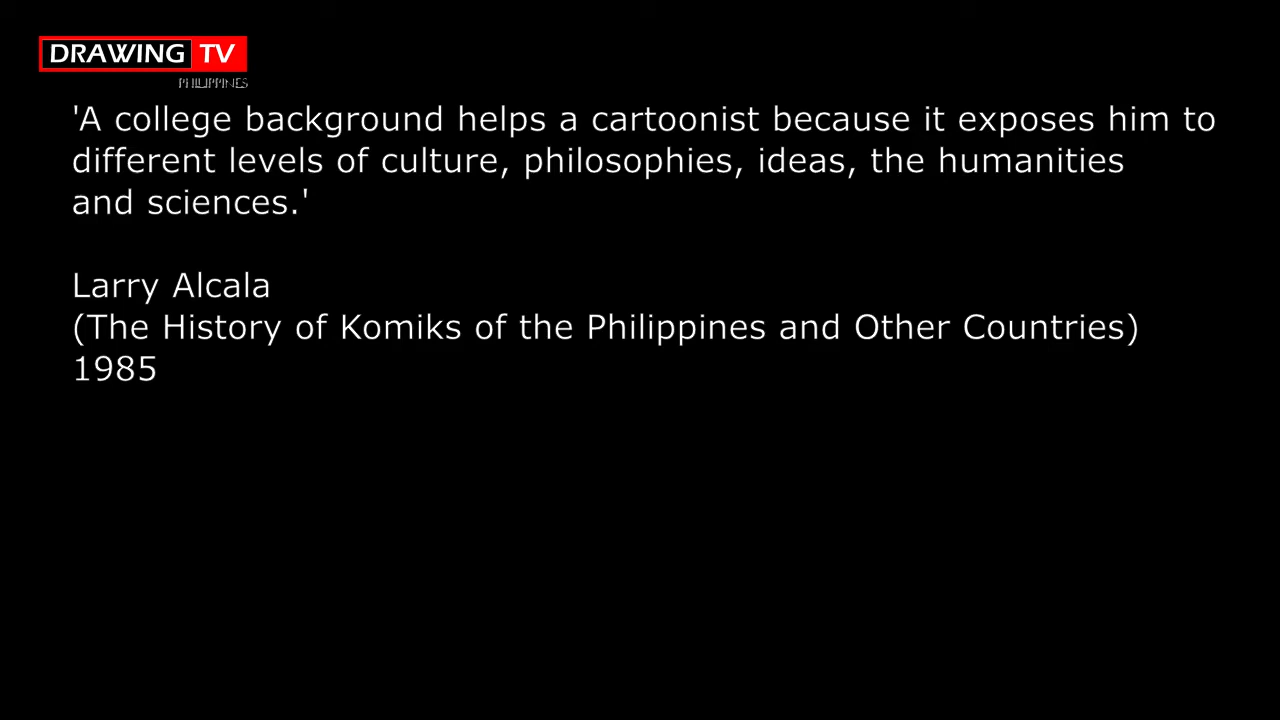 DRAWING TV
PHILIPPINES
'A college background helps a cartoonist because it exposes him to
different levels of culture, philosophies, ideas, the humanities
and sciences.'
Larry Alcala
(The History of Komiks of the Philippines and Other Countries)
1985